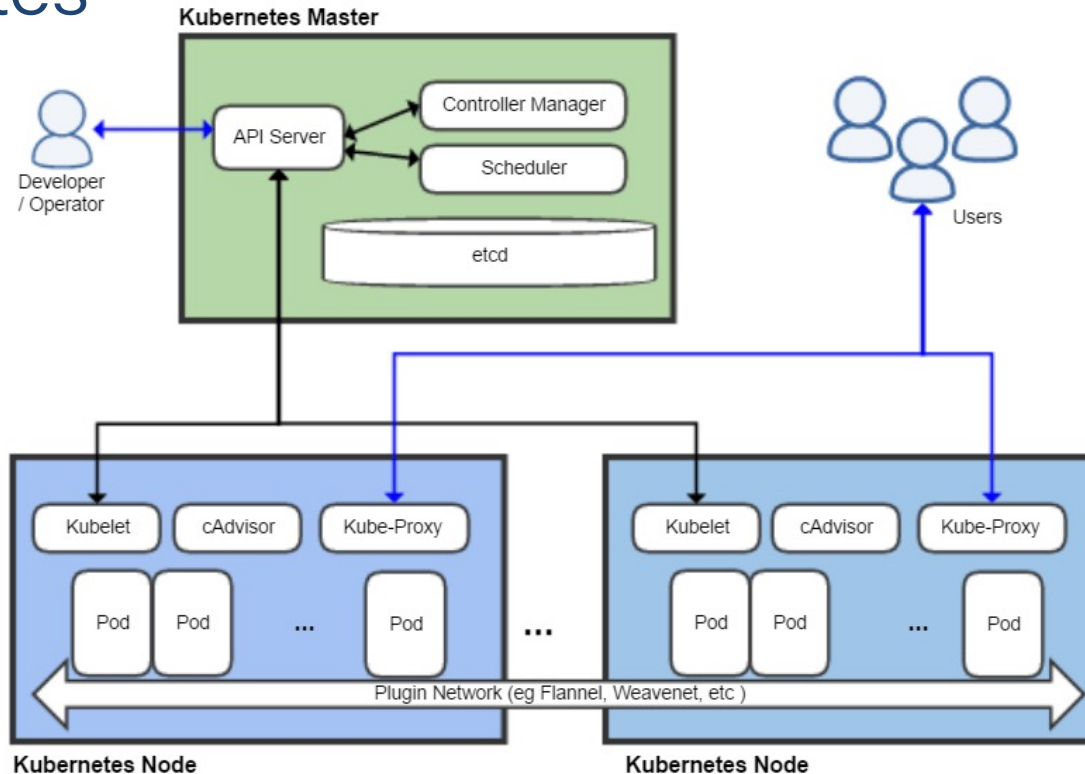 Kubernetes Master
API Server
Controller Manager
Scheduler
etcd
Developer
/ Operator
Users
Kubelet
cAdvisor
Kube-Proxy
Kubelet
cAdvisor
Kube-Proxy
Pod
Pod
...
Pod
...
Pod
Pod
...
Pod
Plugin Network (eg Flannel, Weavenet, etc )
Kubernetes Node
Kubernetes Node